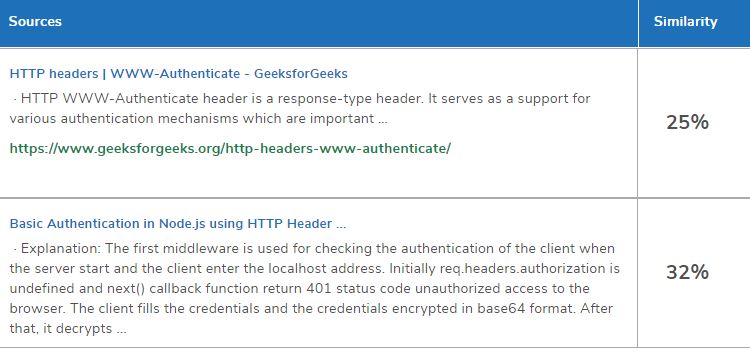 Sources Similarity
HTTP headers | WWW-Authenticate - GeeksforGeeks
· HTTP WWW-Authenticate header is a response-type header. It serves as a support for
various authentication mechanisms which are important ...
25%
https://www.geeksforgeeks.org/http-headers-www-authenticate/
Basic Authentication in Node.js using HTTP Header ...
· Explanation: The first middleware is used for checking the authentication of the client when
the server start and the client enter the localhost address. Initially req.headers.authorization is
undefined and next() callback function return 401 status code unauthorized access to the
32%
browser. The client fills the credentials and the credentials encrypted in base64 format. After
that, it decrypts ...